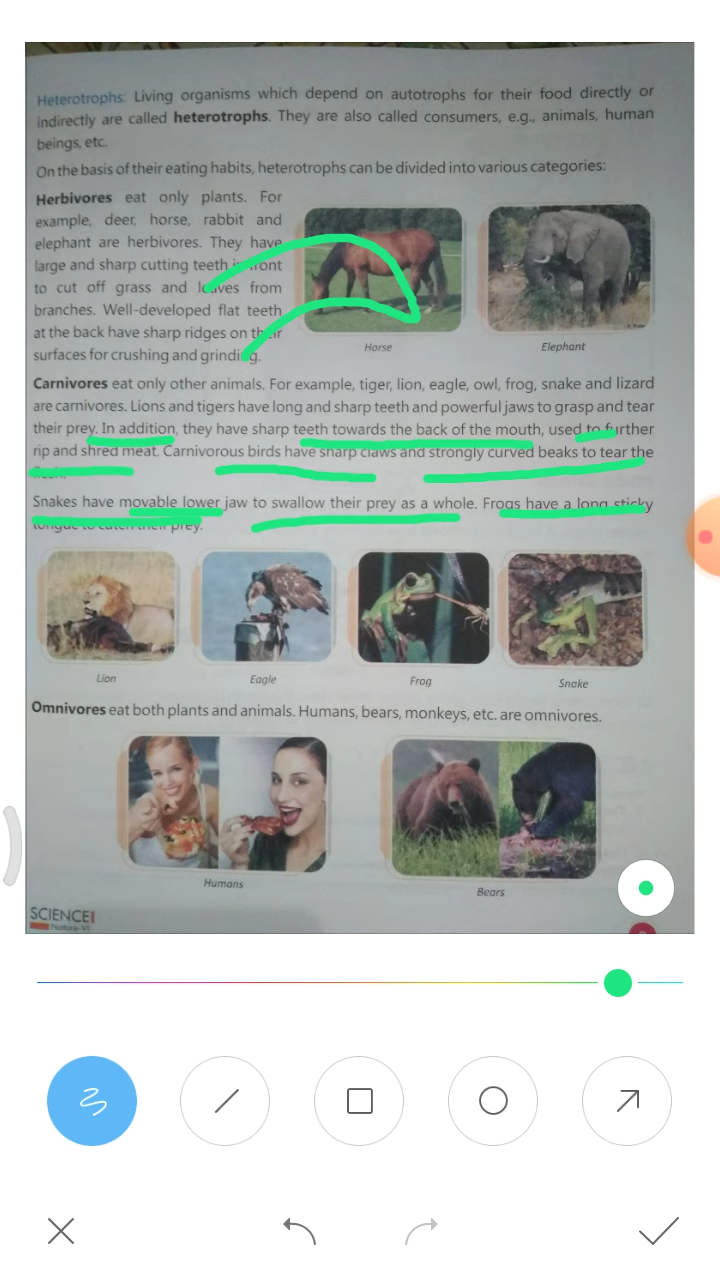 Heterotrophs: Living organisms which depend on autotrophs for their food directly or
indirectly are called heterotrophs. They are also called consumers, e.g., animals, human
beings, etc.
On the basis of their eating habits, heterotrophs can be divided into various categories:
Herbivores eat only plants. For
example, deer, horse, rabbit and
elephant are herbivores. They have
large and sharp cutting teeth in front
to cut off grass and leaves from
branches. Well-developed flat teeth
at the back have sharp ridges on their
surfaces for crushing and grinding.
Horse
Elephant
Carnivores eat only other animals. For example, tiger, lion, eagle, owl, frog, snake and lizard
are carnivores. Lions and tigers have long and sharp teeth and powerful jaws to grasp and tear
their prey. In addition, they have sharp teeth towards the back of the mouth, used to further
rip and shred meat. Carnivorous birds have sharp claws and strongly curved beaks to tear the
Snakes have movable lower jaw to swallow their prey as a whole. Frogs have a long sticky
tongue to catch their prey.
Lion
Eagle
Frog
Snake
Omnivores eat both plants and animals. Humans, bears, monkeys, etc. are omnivores.
Humans
Bears
SCIENCE
Nature-VI